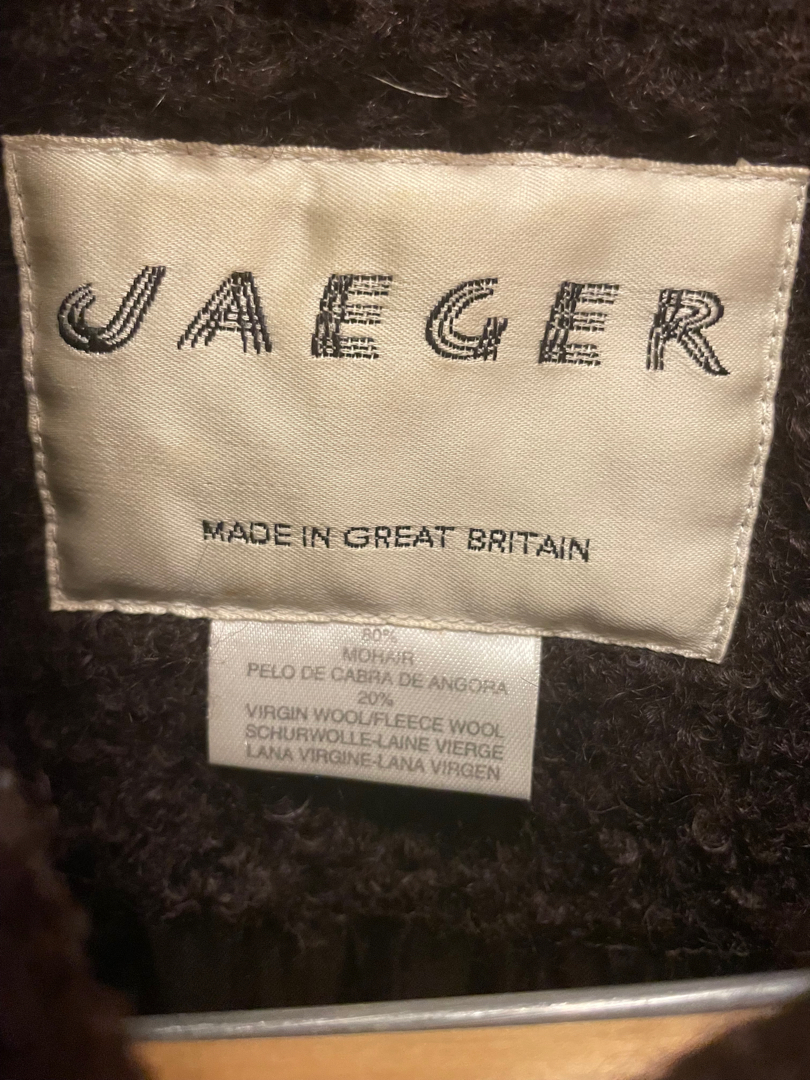 JAEGER
MADE IN GREAT BRITAIN
80%
MOHAIR
PELO DE CABRA DE ANGORA
20%
VIRGIN WOOL/FLEECE WOOL
SCHURWOLLE-LAINE VIERGE
LANA VIRGINE-LANA VIRGEN